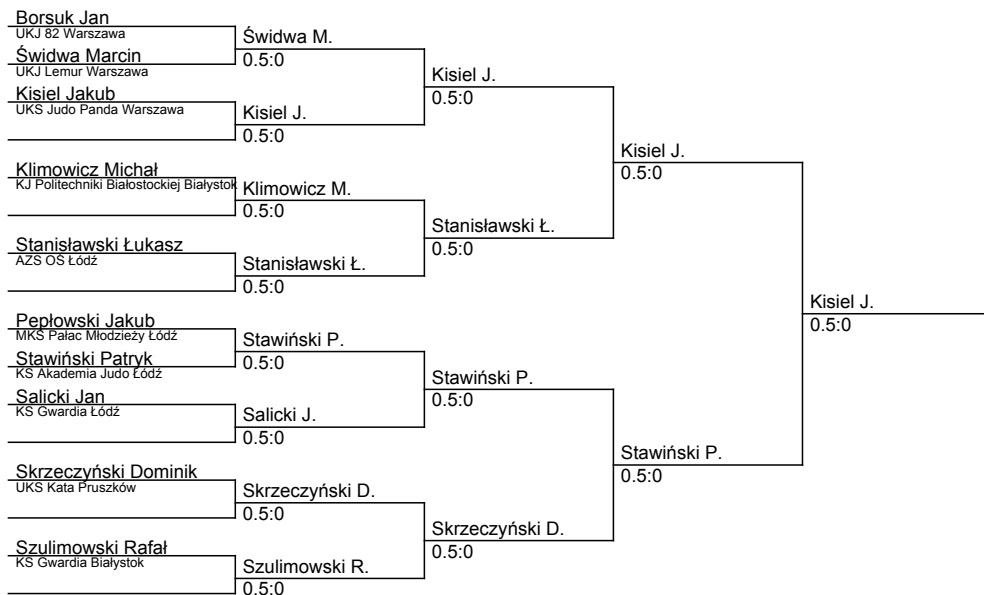 Borsuk Jan
UKJ 82 Warszawa
Świdwa Marcin
UKJ Lemur Warszawa
Kisiel Jakub
UKS Judo Panda Warszawa
Klimowicz Michał
KJ Politechniki Białostockiej Białystok
Stanisławski Łukasz
AZS OŚ Łódź
Pepłowski Jakub
MKS Pałac Młodzieży Łódź
Stawiński Patryk
KS Akademia Judo Łódź
Salicki Jan
KS Gwardia Łódź
Skrzeczyński Dominik
UKS Kata Pruszków
Szulimowski Rafał
KS Gwardia Białystok
Świdwa M.
0.5:0
Kisiel J.
0.5:0
Klimowicz M.
0.5:0
Stanisławski Ł.
0.5:0
Stawiński P.
0.5:0
Salicki J.
0.5:0
Skrzeczyński D.
0.5:0
Szulimowski R.
0.5:0
Kisiel J.
0.5:0
Stanisławski Ł.
0.5:0
Stawiński P.
0.5:0
Skrzeczyński D.
0.5:0
Kisiel J.
0.5:0
Stawiński P.
0.5:0
Kisiel J.
0.5:0